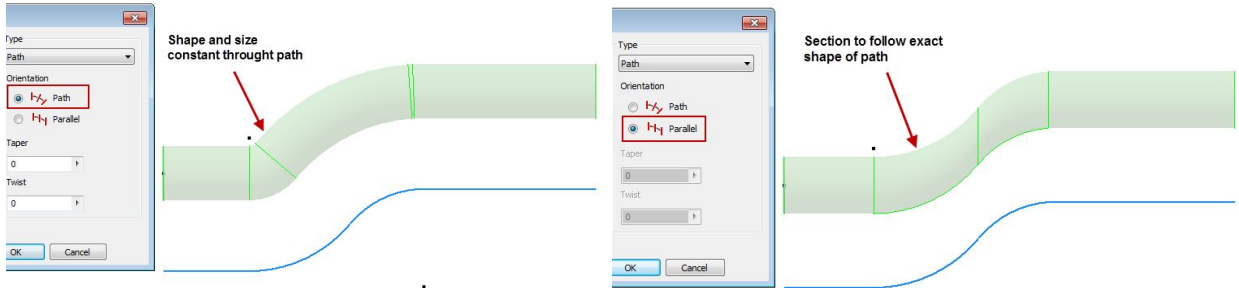 Type
Path
Orientation
Path
Parallel
Taper
0
Twist
0
OK Cancel
Shape and size
constant throught path
Type
Path
Orientation
Path
Parallel
Taper
0
Twist
0
OK Cancel
Section to follow exact
shape of path